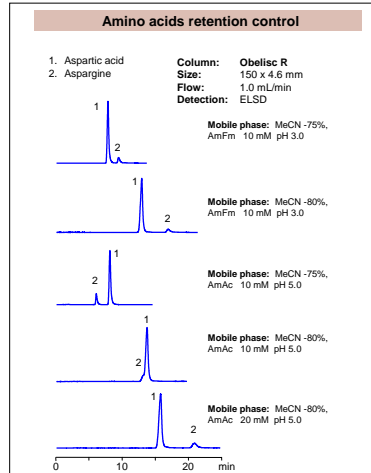 Amino acids retention control
1. Aspartic acid
2. Aspargine
Column: Obelisc R
Size: 150 x 4.6 mm
Flow: 1.0 mL/min
Detection: ELSD
1
2
Mobile phase: MeCN -75%,
AmFm 10 mM pH 3.0
1
2
Mobile phase: MeCN -80%,
AmFm 10 mM pH 3.0
1
2
Mobile phase: MeCN -75%,
AmAc 10 mM pH 5.0
1
2
Mobile phase: MeCN -80%,
AmAc 10 mM pH 5.0
1
2
Mobile phase: MeCN -80%,
AmAc 20 mM pH 5.0
0 10 20 min